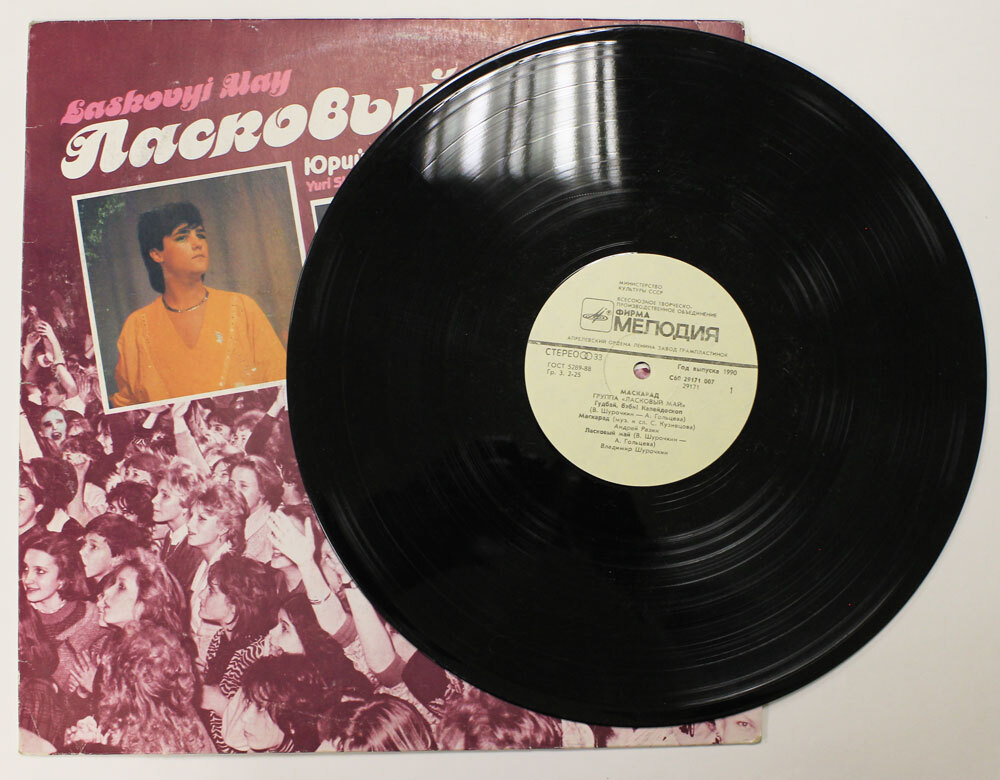 Laskovyi May
Ласковый
Юрий
Yuri
МИНИСТЕРСТВО
КУЛЬТУРЫ СССР
ВСЕСОЮЗНОЕ ТВОРЧЕСКО-
ПРОИЗВОДСТВЕННОЕ ОБЪЕДИНЕНИЕ
ФИРМА
МЕЛОДИЯ
АПРЕЛЕВСКИЙ ОРДЕНА ЛЕНИНА ЗАВОД ГРАМПЛАСТИНОК
СТЕРЕО 33
Год выпуска 1990
ГОСТ 5289-88
С60 29171 007
Гр. 3. 2-25
29171
1
МАСКАРАД
ГРУППА «ЛАСКОВЫЙ МАЙ»
Гудбай, Бэби! Калейдоскоп
(В. Шурочкин — А. Гольцева)
Маскарад (муз. и сл. С. Кузнецова)
Андрей Разин
Ласковый май (В. Шурочкин —
А. Гольцева)
Владимир Шурочкин